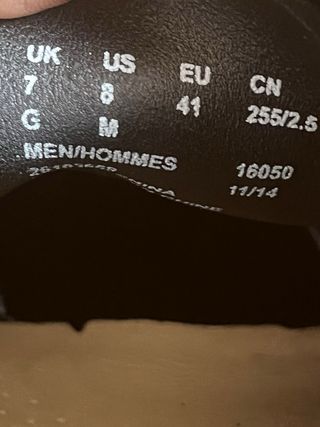 UK US EU CN
7 8 41 255/2.5
G M
MEN/HOMMES 16050
11/14